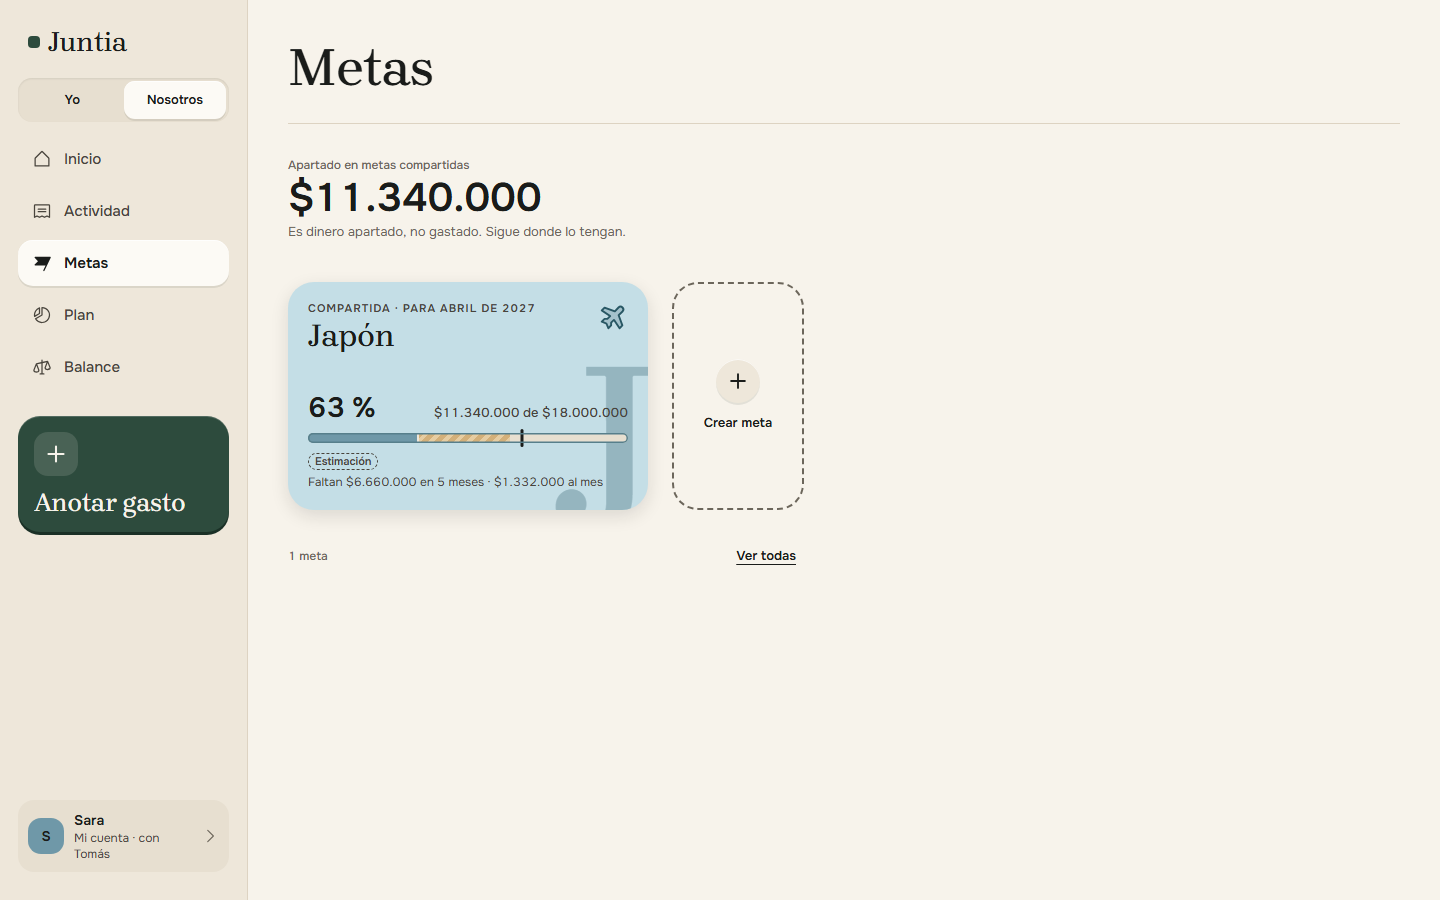 Juntia
Yo
Nosotros
Inicio
Actividad
Metas
Plan
Balance
Anotar gasto
S
Sara
Mi cuenta · con
Tomás
Metas
Apartado en metas compartidas
$11.340.000
Es dinero apartado, no gastado. Sigue donde lo tengan.
COMPARTIDA · PARA ABRIL DE 2027
Japón
J
63 %
$11.340.000 de $18.000.000
Estimación
Faltan $6.660.000 en 5 meses · $1.332.000 al mes
Crear meta
1 meta
Ver todas